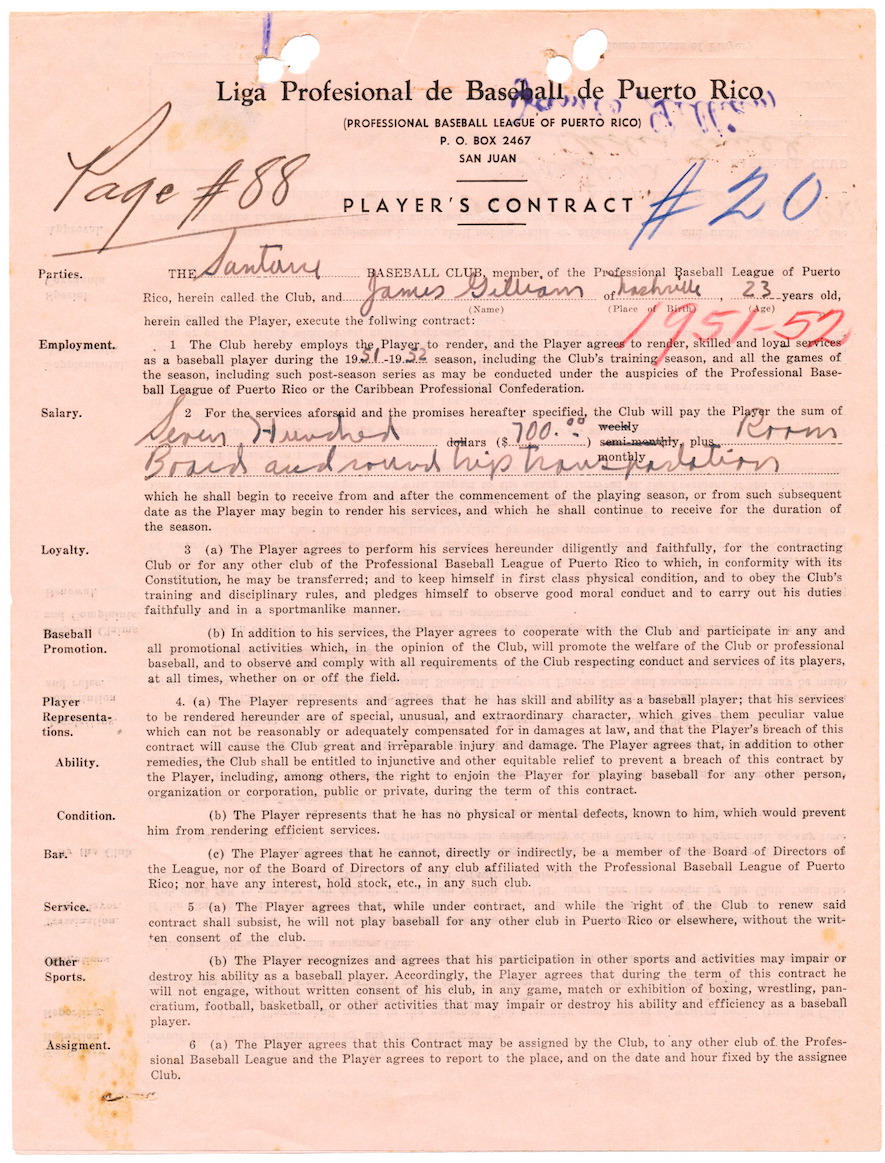 Liga Profesional de Baseball de Puerto Rico
(PROFESSIONAL BASEBALL LEAGUE OF PUERTO RICO)
P. O. BOX 2467
SAN JUAN
Page #88
PLAYER'S CONTRACT
#20
Parties. THE Santurce BASEBALL CLUB, member of the Professional Baseball League of Puerto
Rico, herein called the Club, and James Gilliam of Nashville, 23 years old,
(Name) (Place of Birth) (Age)
herein called the Player, execute the follwing contract:
1951-52
Employment. 1 The Club hereby employs the Player to render, and the Player agrees to render, skilled and loyal services
as a baseball player during the 1951-1952 season, including the Club's training season, and all the games of
the season, including such post-season series as may be conducted under the auspicies of the Professional Base-
ball League of Puerto Rico or the Caribbean Professional Confederation.
Salary. 2 For the services aforsaid and the promises hereafter specified, the Club will pay the Player the sum of
weekly
Seven Hundred dollars ($ 700.00 ) semi-monthly, plus Room
monthly
Board and round trip transportation
which he shall begin to receive from and after the commencement of the playing season, or from such subsequent
date as the Player may begin to render his services, and which he shall continue to receive for the duration of
the season.
Loyalty. 3 (a) The Player agrees to perform his services hereunder diligently and faithfully, for the contracting
Club or for any other club of the Professional Baseball League of Puerto Rico to which, in conformity with its
Constitution, he may be transferred; and to keep himself in first class physical condition, and to obey the Club's
training and disciplinary rules, and pledges himself to observe good moral conduct and to carry out his duties
faithfully and in a sportmanlike manner.
Baseball (b) In addition to his services, the Player agrees to cooperate with the Club and participate in any and
Promotion. all promotional activities which, in the opinion of the Club, will promote the welfare of the Club or professional
baseball, and to observe and comply with all requirements of the Club respecting conduct and services of its players,
at all times, whether on or off the field.
Player 4. (a) The Player represents and agrees that he has skill and ability as a baseball player; that his services
Representa- to be rendered hereunder are of special, unusual, and extraordinary character, which gives them peculiar value
tions. which can not be reasonably or adequately compensated for in damages at law, and that the Player's breach of this
contract will cause the Club great and irreparable injury and damage. The Player agrees that, in addition to other
Ability. remedies, the Club shall be entitled to injunctive and other equitable relief to prevent a breach of this contract by
the Player, including, among others, the right to enjoin the Player for playing baseball for any other person,
organization or corporation, public or private, during the term of this contract.
Condition. (b) The Player represents that he has no physical or mental defects, known to him, which would prevent
him from rendering efficient services.
Bar. (c) The Player agrees that he cannot, directly or indirectly, be a member of the Board of Directors of
the League, nor of the Board of Directors of any club affiliated with the Professional Baseball League of Puerto
Rico; nor have any interest, hold stock, etc., in any such club.
Service. 5 (a) The Player agrees that, while under contract, and while the right of the Club to renew said
contract shall subsist, he will not play baseball for any other club in Puerto Rico or elsewhere, without the writ-
ten consent of the club.
Other (b) The Player recognizes and agrees that his participation in other sports and activities may impair or
Sports. destroy his ability as a baseball player. Accordingly, the Player agrees that during the term of this contract he
will not engage, without written consent of his club, in any game, match or exhibition of boxing, wrestling, pan-
cratium, football, basketball, or other activities that may impair or destroy his ability and efficiency as a baseball
player.
Assigment. 6 (a) The Player agrees that this Contract may be assigned by the Club, to any other club of the Profes-
sional Baseball League and the Player agrees to report to the place, and on the date and hour fixed by the assignee
Club.